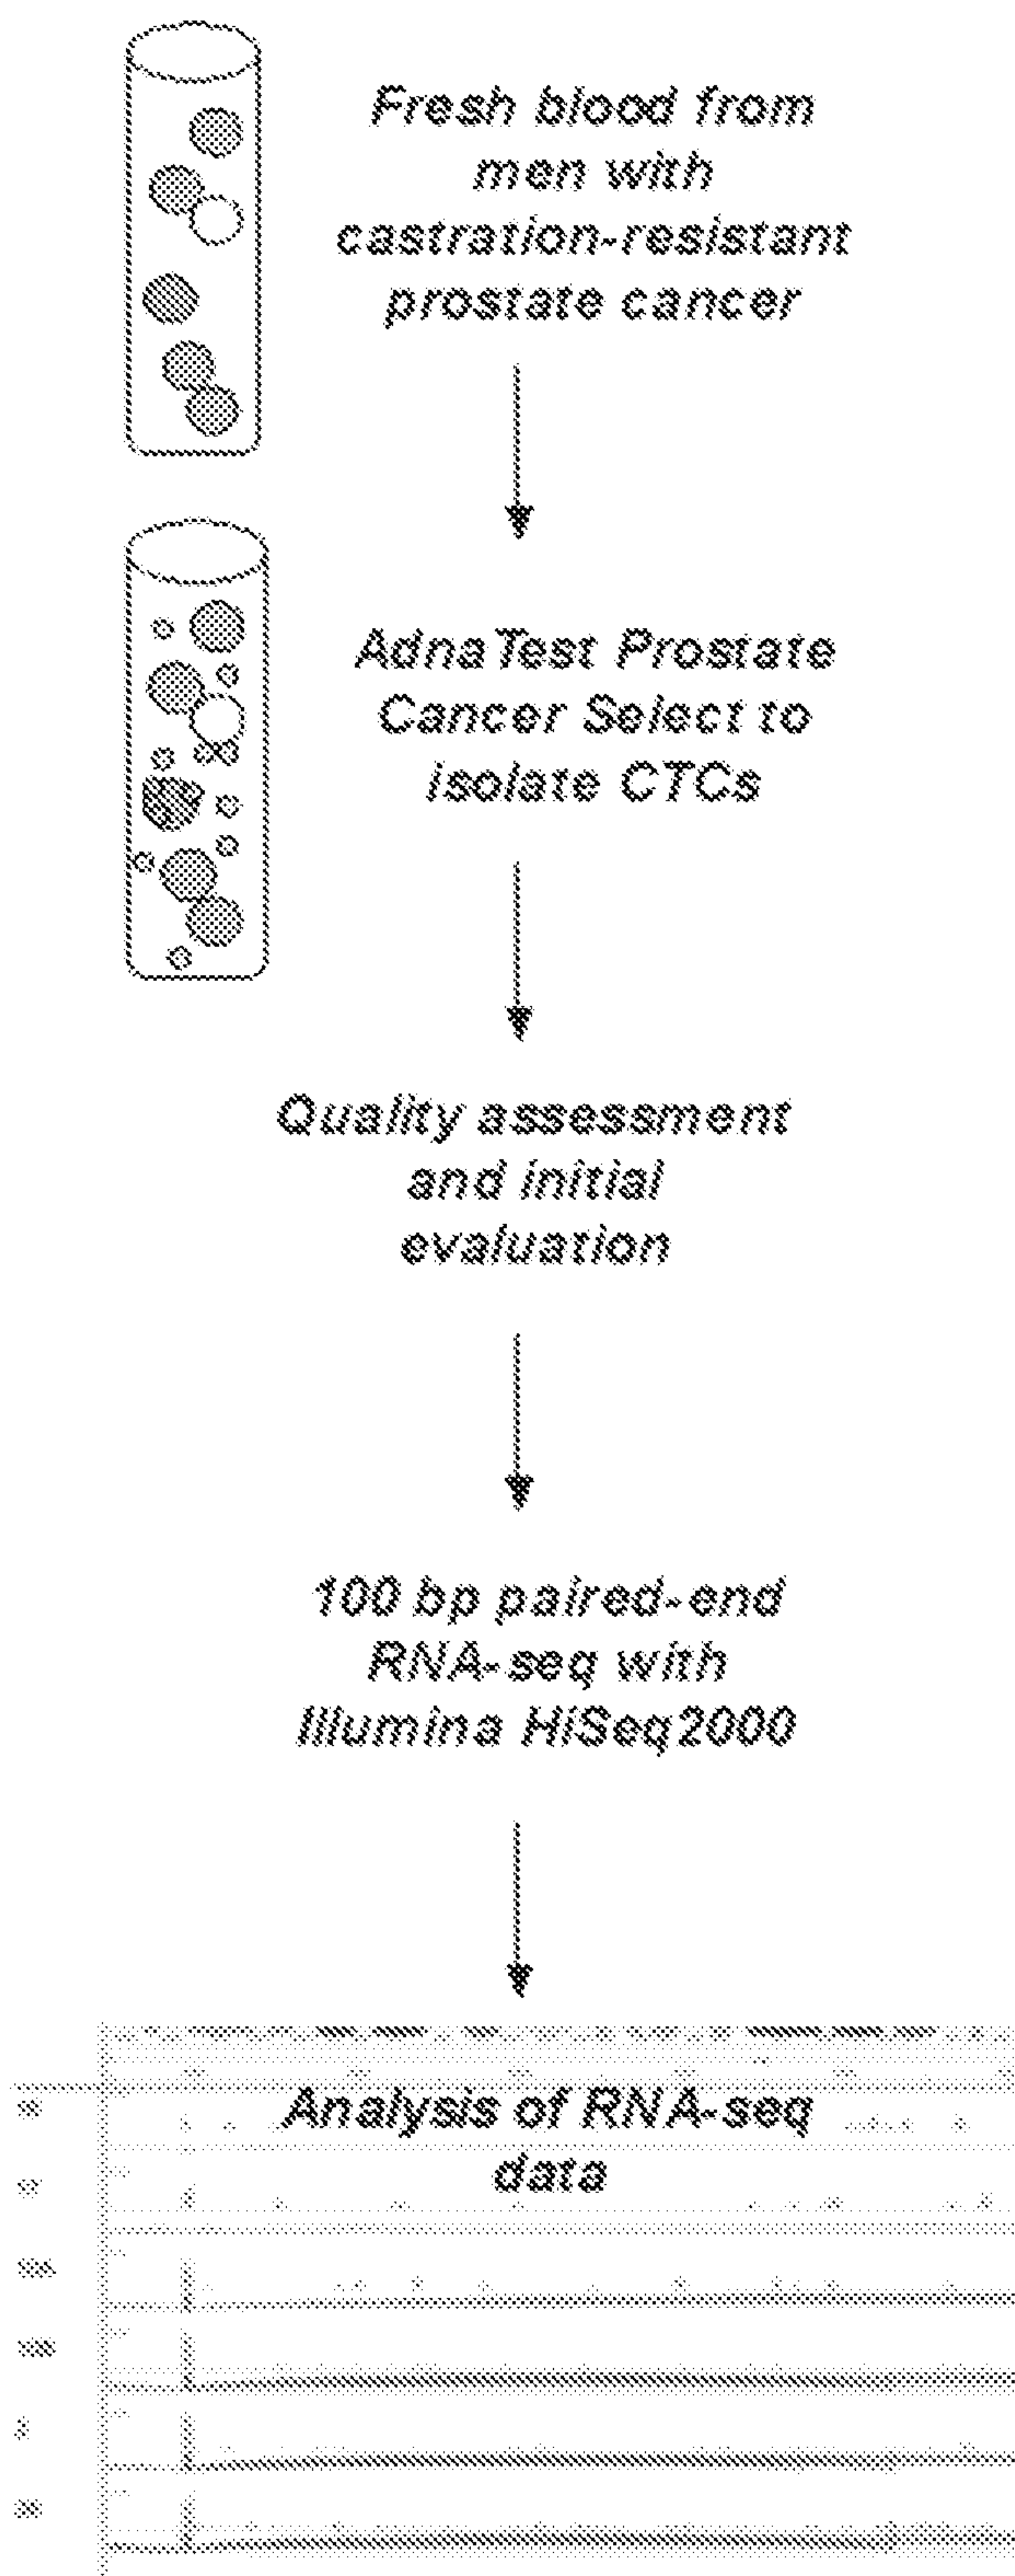 Fresh blood from
men with
castration-resistant
prostate cancer
AdnaTest Prostate
Cancer Select to
isolate CTCs
Quality assessment
and initial
evaluation
100 bp paired-end
RNA-seq with
Illumina HiSeq2000
Analysis of RNA-seq
data